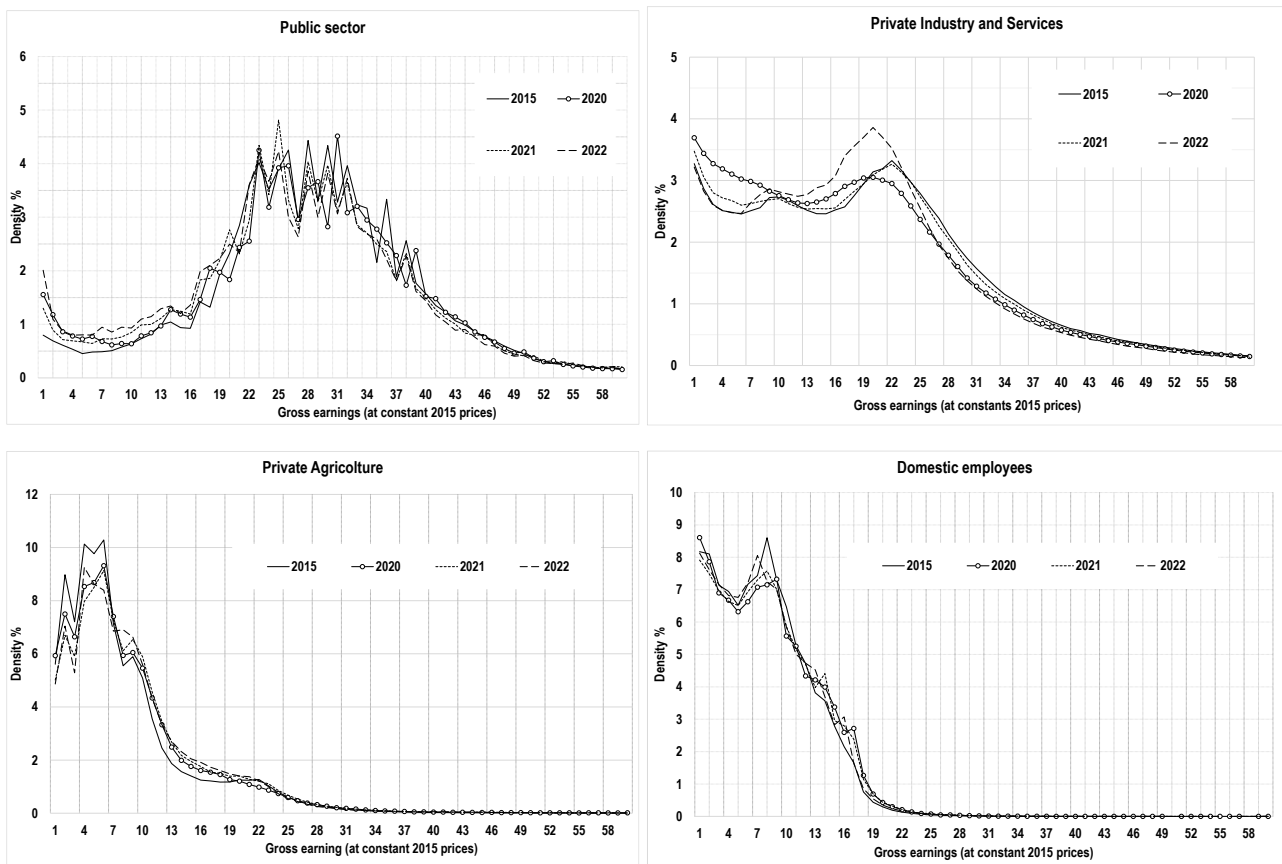 Public sector
6
5
4
3
2
1
0
Density %
2015
2020
2021
2022
1 4 7 10 13 16 19 22 25 28 31 34 37 40 43 46 49 52 55 58
Gross earnings (at constant 2015 prices)
Private Industry and Services
5
4
3
2
1
0
Density %
2015
2020
2021
2022
1 4 7 10 13 16 19 22 25 28 31 34 37 40 43 46 49 52 55 58
Gross earnings (at constants 2015 prices)
Private Agricolture
12
10
8
6
4
2
0
Density %
2015 2020 2021 2022
1 4 7 10 13 16 19 22 25 28 31 34 37 40 43 46 49 52 55 58
Gross earning (at constant 2015 prices)
Domestic employees
10
9
8
7
6
5
4
3
2
1
0
Density %
2015 2020 2021 2022
1 4 7 10 13 16 19 22 25 28 31 34 37 40 43 46 49 52 55 58
Gross earnings (at constant 2015 prices)